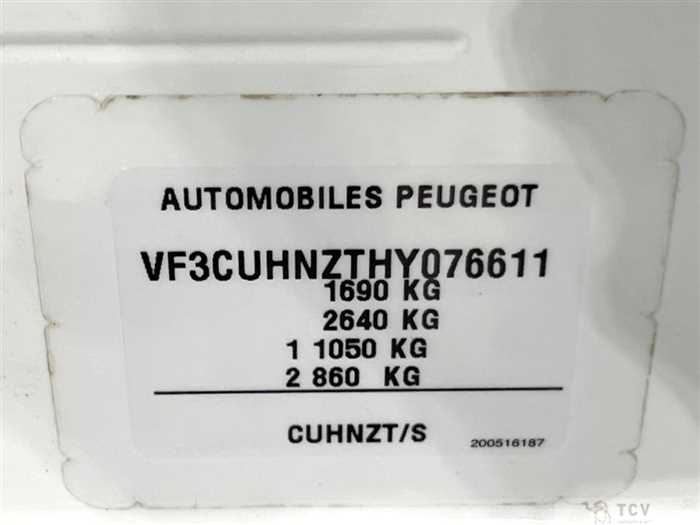 AUTOMOBILES PEUGEOT
VF3CUHNZTHY076611
1690 KG
2640 KG
1 1050 KG
2 860 KG
CUHNZT/S
200516187
TCV